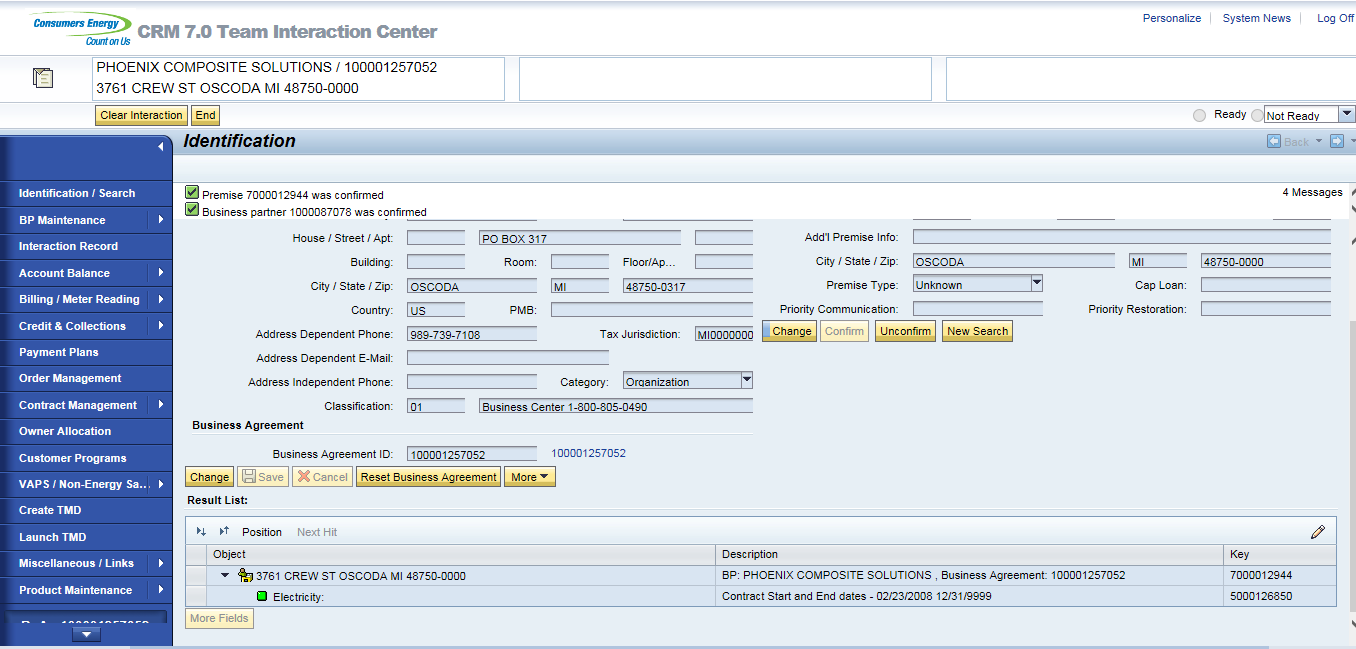 Consumers Energy
Count on Us
CRM 7.0 Team Interaction Center
Personalize System News Log Off
PHOENIX COMPOSITE SOLUTIONS / 100001257052
3761 CREW ST OSCODA MI 48750-0000
Clear Interaction End
Ready Not Ready
Identification
Back
Identification / Search
BP Maintenance
Interaction Record
Account Balance
Billing / Meter Reading
Credit & Collections
Payment Plans
Order Management
Contract Management
Owner Allocation
Customer Programs
VAPS / Non-Energy Sa...
Create TMD
Launch TMD
Miscellaneous / Links
Product Maintenance
Premise 7000012944 was confirmed
4 Messages
Business partner 1000087078 was confirmed
House / Street / Apt: PO BOX 317
Building: Room: Floor/Ap...
City / State / Zip: OSCODA MI 48750-0317
Country: US PMB:
Address Dependent Phone: 989-739-7108 Tax Jurisdiction: MI0000000
Address Dependent E-Mail:
Address Independent Phone: Category: Organization
Classification: 01 Business Center 1-800-805-0490
Add'l Premise Info:
City / State / Zip: OSCODA MI 48750-0000
Premise Type: Unknown Cap Loan:
Priority Communication: Priority Restoration:
Change Confirm Unconfirm New Search
Business Agreement
Business Agreement ID: 100001257052 100001257052
Change Save Cancel Reset Business Agreement More
Result List:
Position Next Hit
Object Description Key
3761 CREW ST OSCODA MI 48750-0000 BP: PHOENIX COMPOSITE SOLUTIONS , Business Agreement: 100001257052 7000012944
Electricity: Contract Start and End dates - 02/23/2008 12/31/9999 5000126850
More Fields